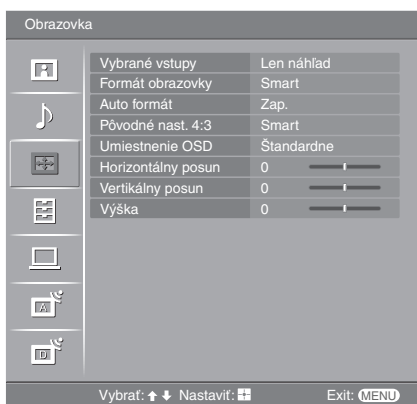 Obrazovka
Vybrané vstupy Len náhľad
Formát obrazovky Smart
Auto formát Zap.
Pôvodné nast. 4:3 Smart
Umiestnenie OSD Štandardne
Horizontálny posun 0
Vertikálny posun 0
Výška 0
A
D
Vybrať: Nastaviť: Exit: MENU